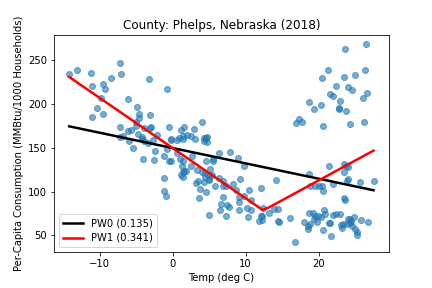 County: Phelps, Nebraska (2018)
Per-Capita Consumption (MMBtu/1000 Households)
250
200
150
100
50
PW0 (0.135)
PW1 (0.341)
−10
0
10
20
Temp (deg C)